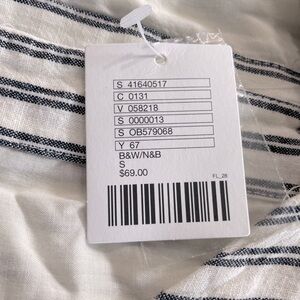 S 41640517
C 0131
V 058218
S 0000013
S OB579068
Y 67
B&W/N&B
S
$69.00
FL_28